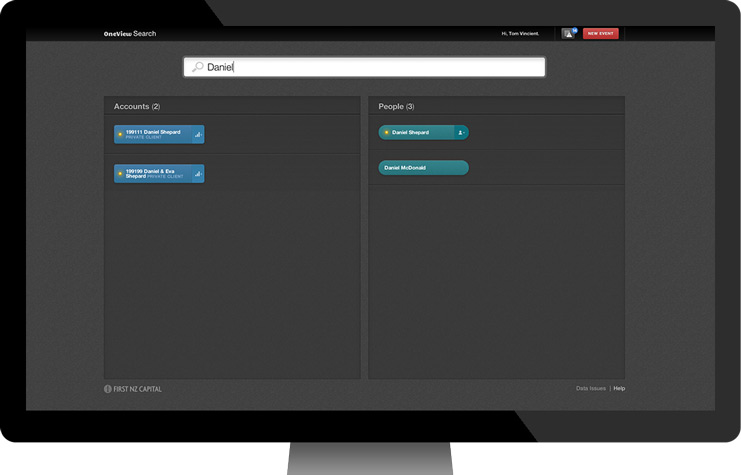 OneView Search
Hi, Tom Vincient.
NEW EVENT
Daniel
Accounts (2)
199111 Daniel Shepard
PRIVATE CLIENT
199199 Daniel & Eva
Shepard PRIVATE CLIENT
People (3)
Daniel Shepard
Daniel McDonald
FIRST NZ CAPITAL
Data Issues | Help